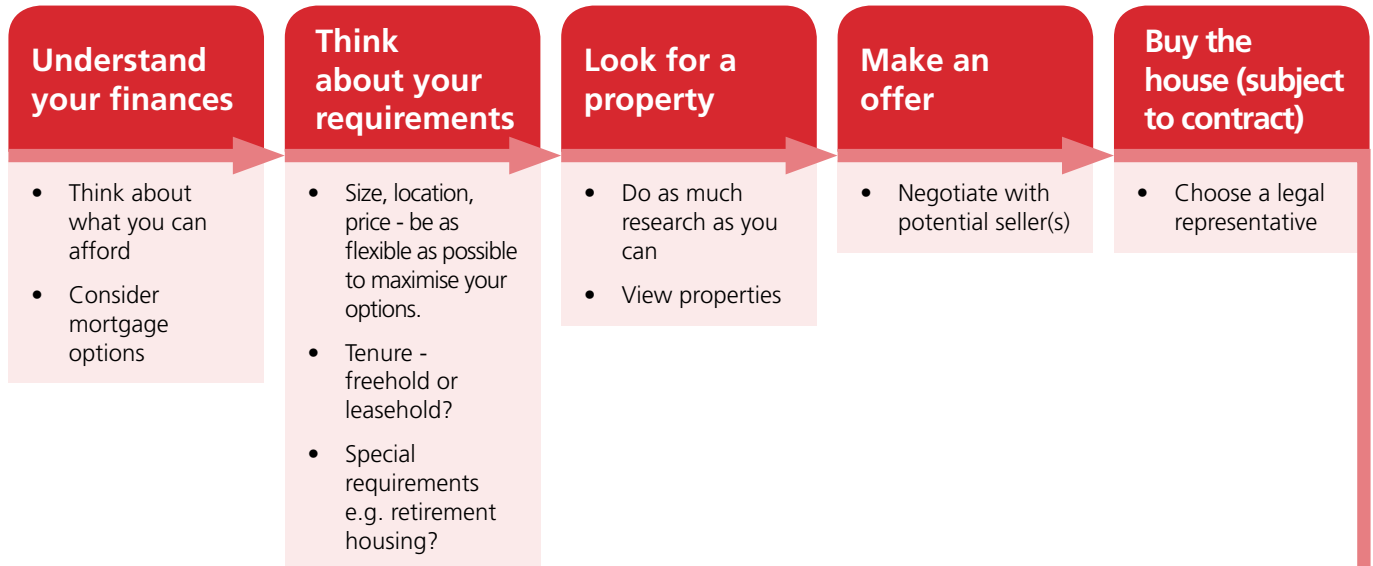 Understand
your finances
• Think about
what you can
afford
• Consider
mortgage
options
Think
about your
requirements
• Size, location,
price - be as
flexible as possible
to maximise your
options.
• Tenure -
freehold or
leasehold?
• Special
requirements
e.g. retirement
housing?
Look for a
property
• Do as much
research as you
can
• View properties
Make an
offer
• Negotiate with
potential seller(s)
Buy the
house (subject
to contract)
• Choose a legal
representative